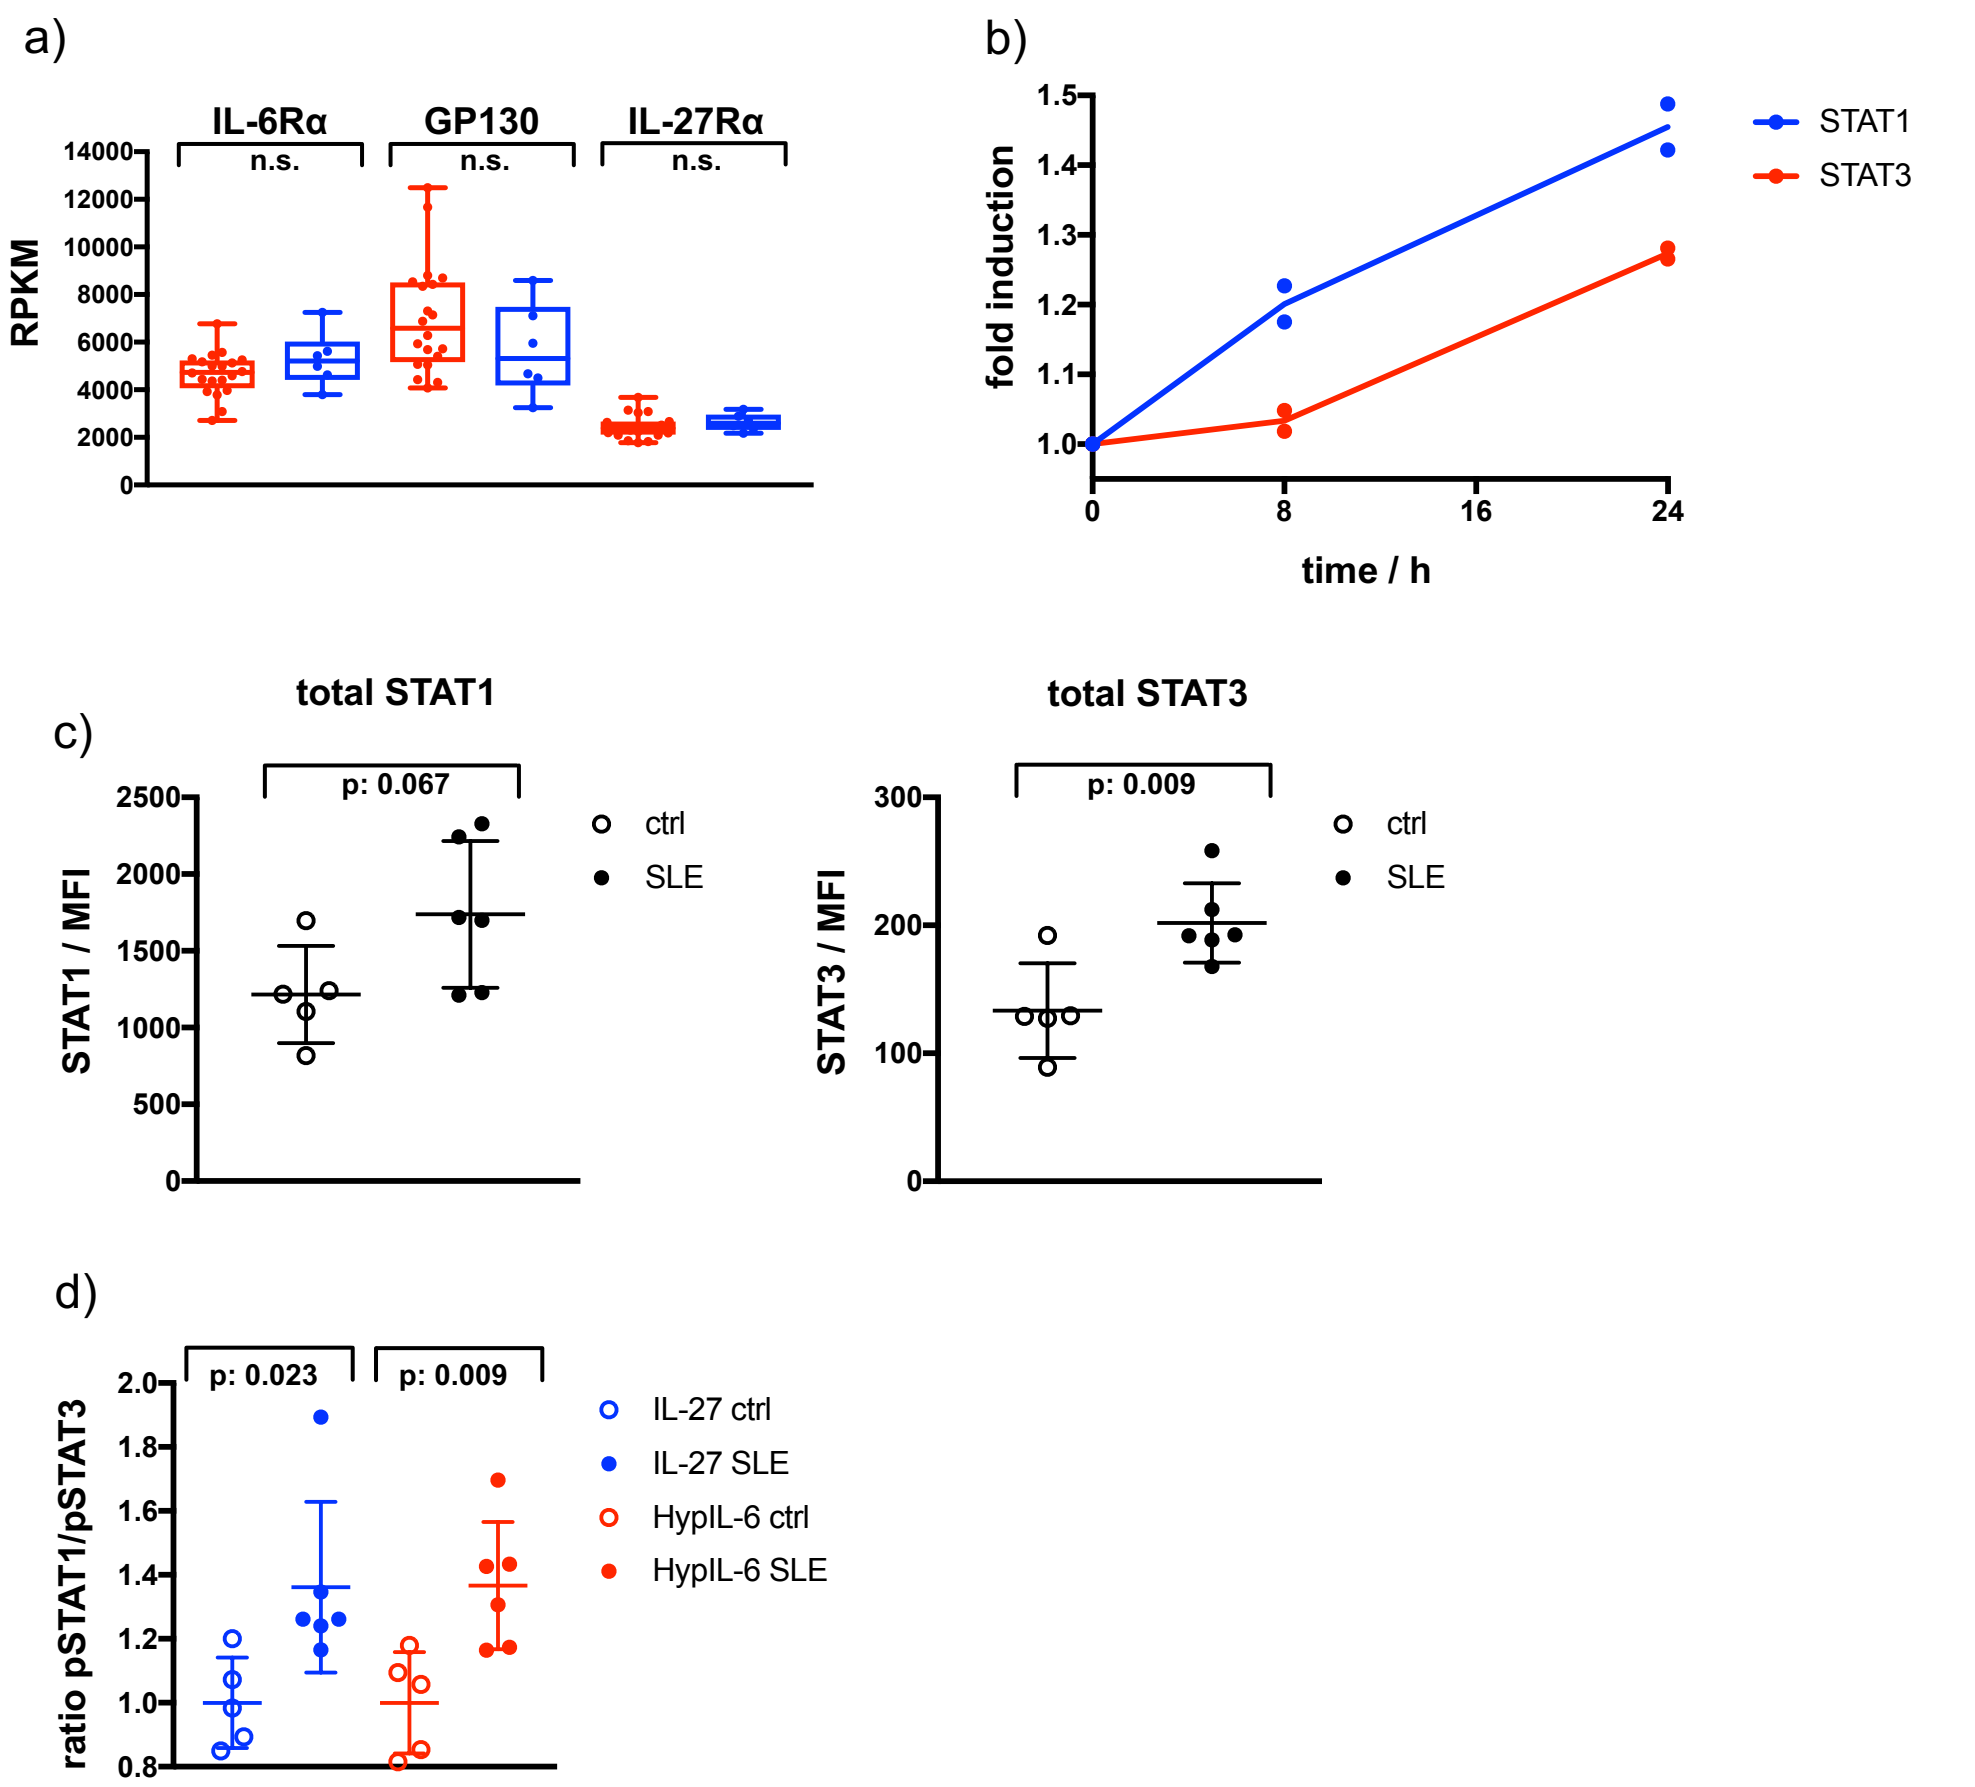 a)
IL-6Rα GP130 IL-27Rα
n.s. n.s. n.s.
14000
12000
10000
8000
6000
4000
2000
0
RPKM
b)
1.5
1.4
1.3
1.2
1.1
1.0
fold induction
0 8 16 24
time / h
STAT1
STAT3
c)
total STAT1
p: 0.067
2500
2000
1500
1000
500
0
STAT1 / MFI
ctrl
SLE
total STAT3
p: 0.009
300
200
100
0
STAT3 / MFI
ctrl
SLE
d)
p: 0.023 p: 0.009
2.0
1.8
1.6
1.4
1.2
1.0
0.8
ratio pSTAT1/pSTAT3
IL-27 ctrl
IL-27 SLE
HypIL-6 ctrl
HypIL-6 SLE